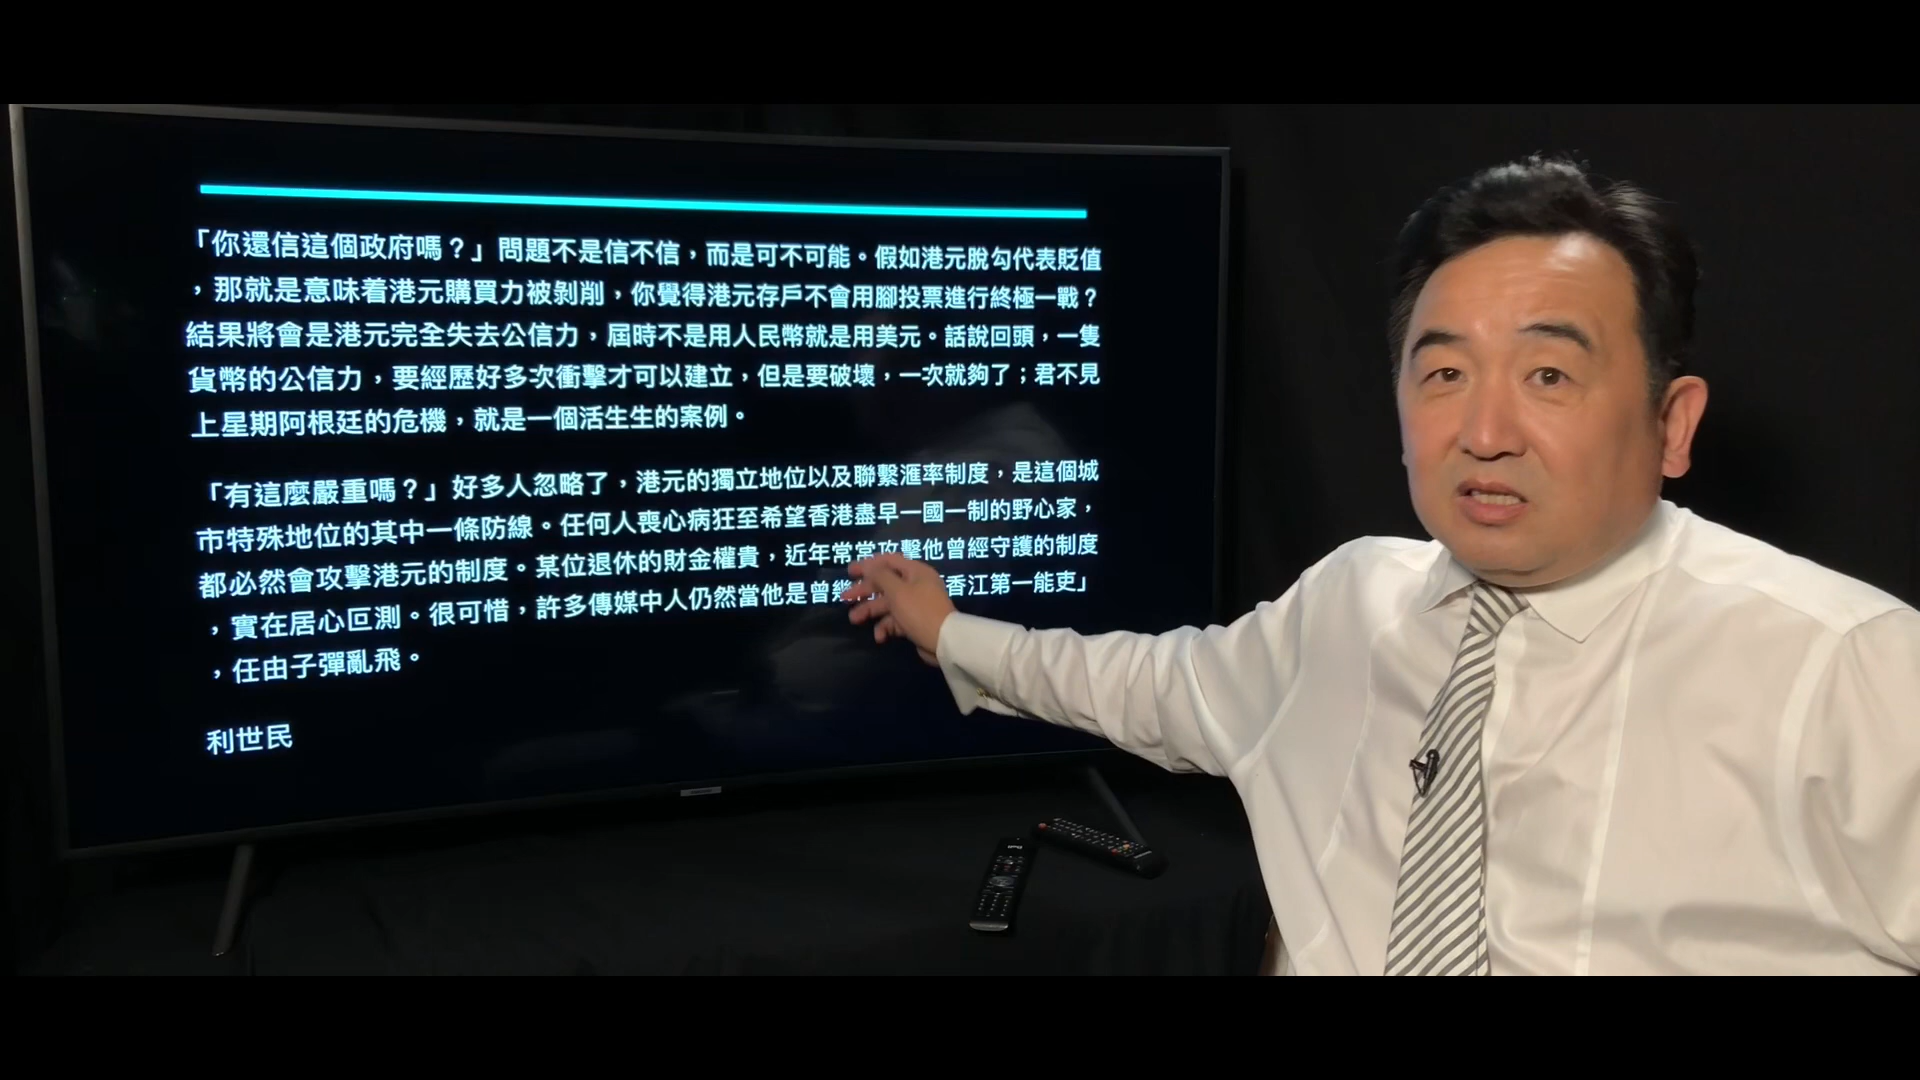 「你還信這個政府嗎？」問題不是信不信，而是可不可能。假如港元脫勾代表貶值
，那就是意味着港元購買力被剝削，你覺得港元存戶不會用腳投票進行終極一戰？
結果將會是港元完全失去公信力，屆時不是用人民幣就是用美元。話說回頭，一隻
貨幣的公信力，要經歷好多次衝擊才可以建立，但是要破壞，一次就夠了；君不見
上星期阿根廷的危機，就是一個活生生的案例。
「有這麼嚴重嗎？」好多人忽略了，港元的獨立地位以及聯繫滙率制度，是這個城
市特殊地位的其中一條防線。任何人喪心病狂至希望香港盡早一國一制的野心家，
都必然會攻擊港元的制度。某位退休的財金權貴，近年常常攻擊他曾經守護的制度
，實在居心叵測。很可惜，許多傳媒中人仍然當他是曾幾香江第一能吏」
，任由子彈亂飛。
利世民